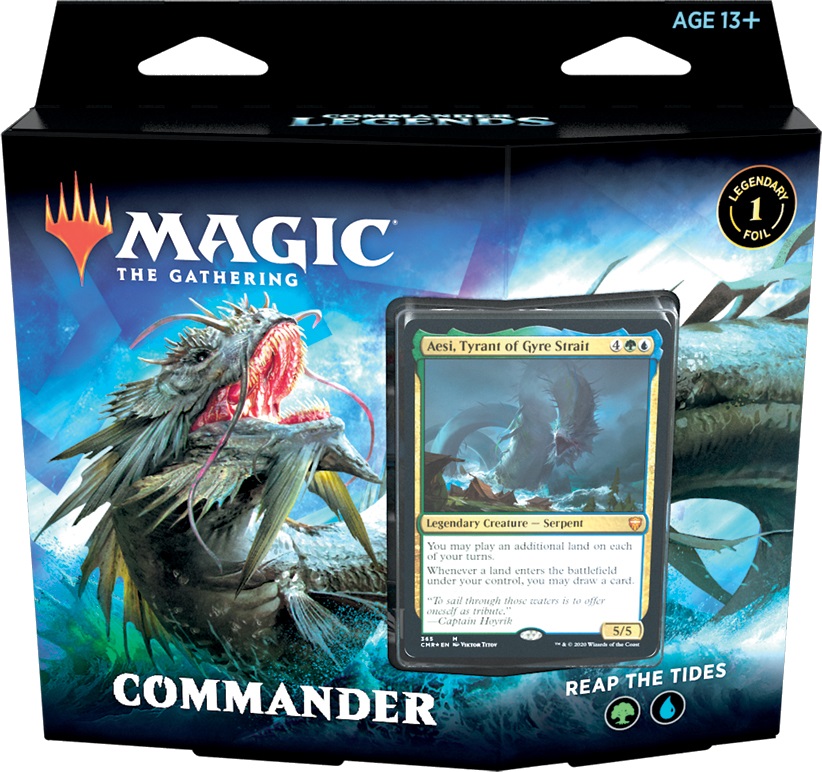 AGE 13+
COMMANDER
LEGENDS
MAGIC
THE GATHERING
LEGENDARY
1
FOIL
Aesi, Tyrant of Gyre Strait 4
Legendary Creature — Serpent
You may play an additional land on each
of your turns.
Whenever a land enters the battlefield
under your control, you may draw a card.
"To sail through those waters is to offer
oneself as tribute."
—Captain Hoyrik
5/5
365 M
CMR EN Viktor Titov
™ & © 2020 Wizards of the Coast
COMMANDER
REAP THE TIDES